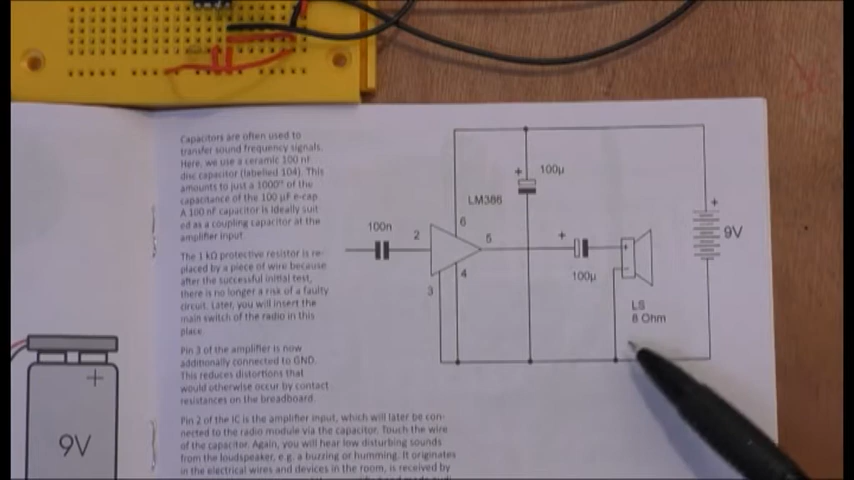 Capacitors are often used to
transfer sound frequency signals.
Here, we use a ceramic 100 nf
disc capacitor (labelled 104). This
amounts to just a 1000th of the
capacitance of the 100 µF e-cap
A 100 nF capacitor is ideally suit
ed as a coupling capacitor at the
amplifier input.
The 1 kΩ protective resistor is re-
placed by a piece of wire because
after the successful initial test,
there is no longer a risk of a faulty
circuit. Later, you will insert the
main switch of the radio in this
place.
Pin 3 of the amplifier is now
additionally connected to GND.
This reduces distortions that
would otherwise occur by contact
resistances on the breadboard.
Pin 2 of the IC is the amplifier input, which will later be con-
nected to the radio module via the capacitor. Touch the wire
of the capacitor. Again, you will hear low disturbing sounds
from the loudspeaker, e.g. a buzzing or humming. It originates
in the electrical wires and devices in the room, is received by
100n
2
3
4
5
6
LM386
+
100µ
+
100µ
+
−
LS
8 Ohm
+
9V
+
9V